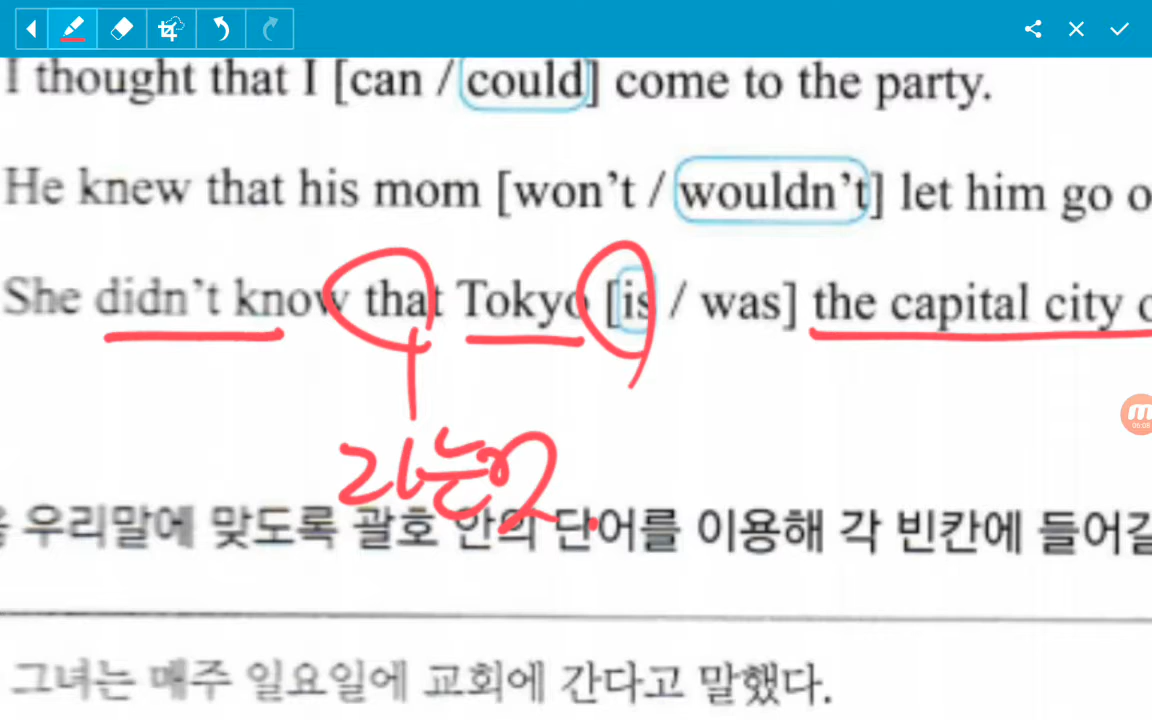 I thought that I [can / could] come to the party.
He knew that his mom [won't / wouldn't] let him go o
She didn't know that Tokyo [is / was] the capital city o
라는것.
우리말에 맞도록 괄호 안의 단어를 이용해 각 빈칸에 들어갈
그녀는 매주 일요일에 교회에 간다고 말했다.